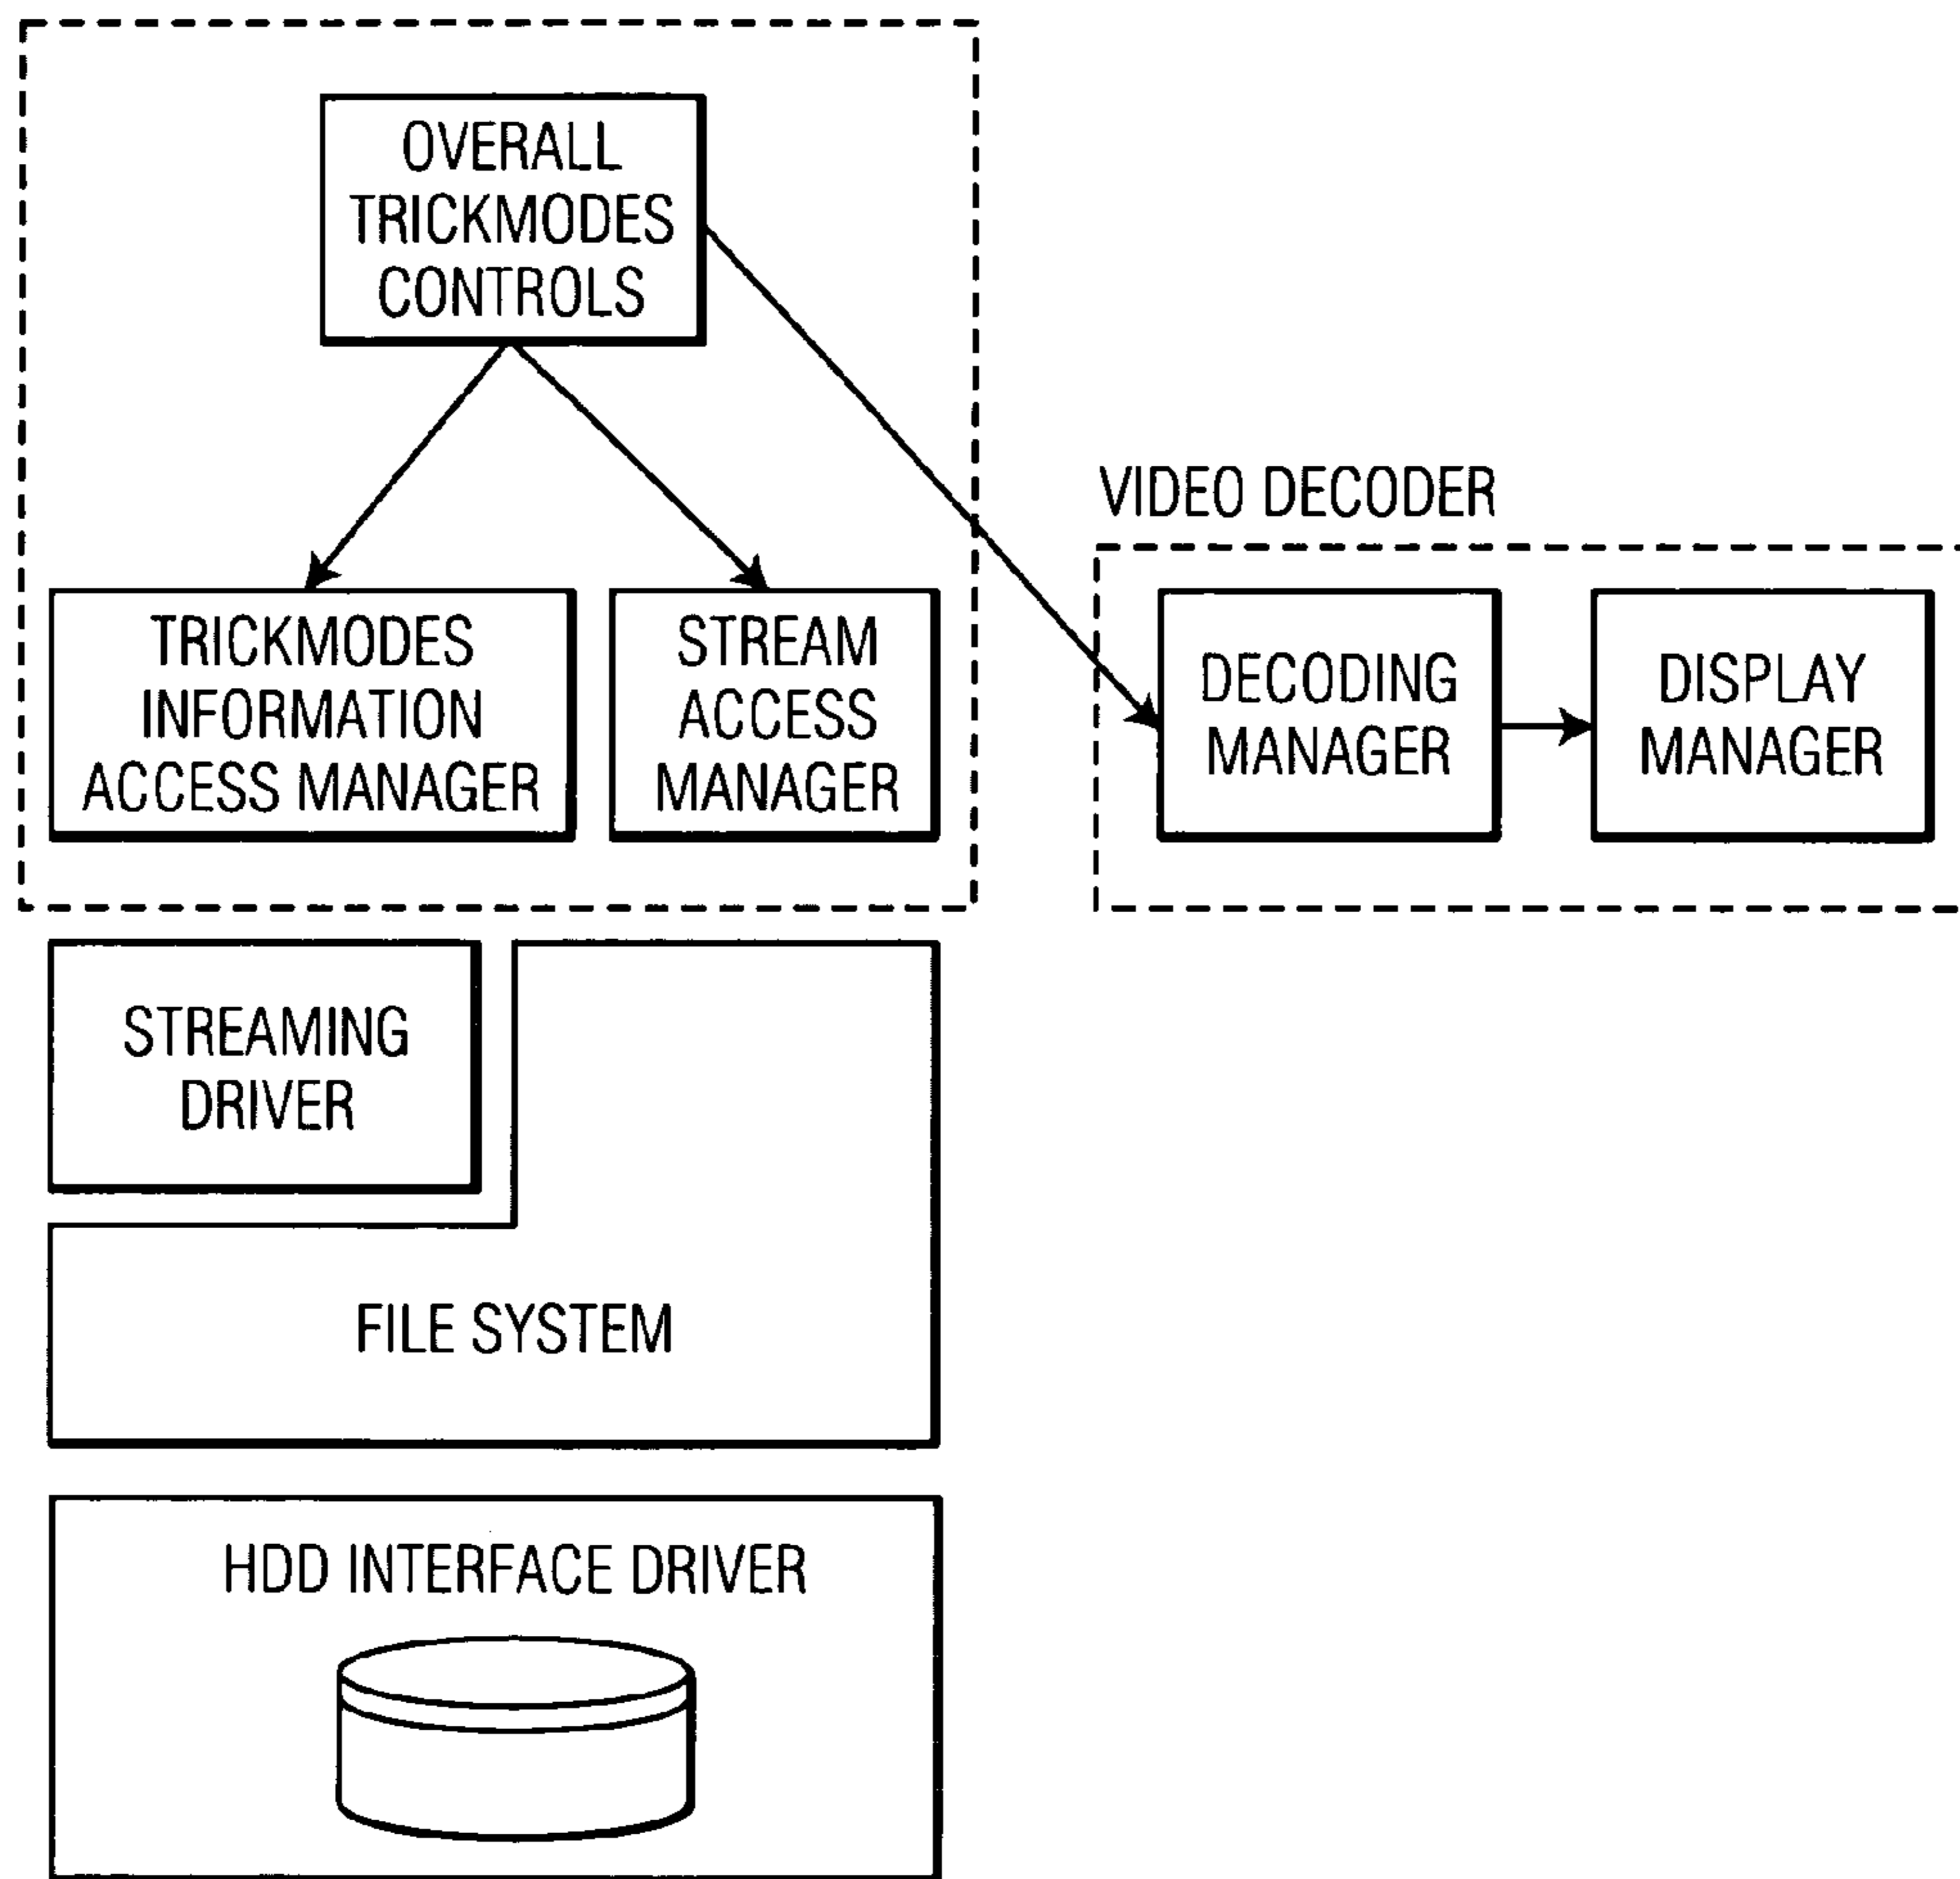 OVERALL
TRICKMODES
CONTROLS
VIDEO DECODER
TRICKMODES
INFORMATION
ACCESS MANAGER
STREAM
ACCESS
MANAGER
DECODING
MANAGER
DISPLAY
MANAGER
STREAMING
DRIVER
FILE SYSTEM
HDD INTERFACE DRIVER